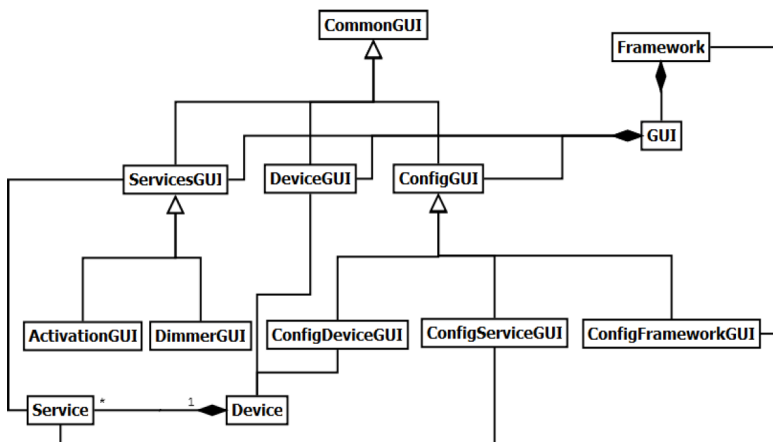 CommonGUI
Framework
GUI
ServicesGUI
DeviceGUI
ConfigGUI
ActivationGUI
DimmerGUI
ConfigDeviceGUI
ConfigServiceGUI
ConfigFrameworkGUI
Service
*
1
Device